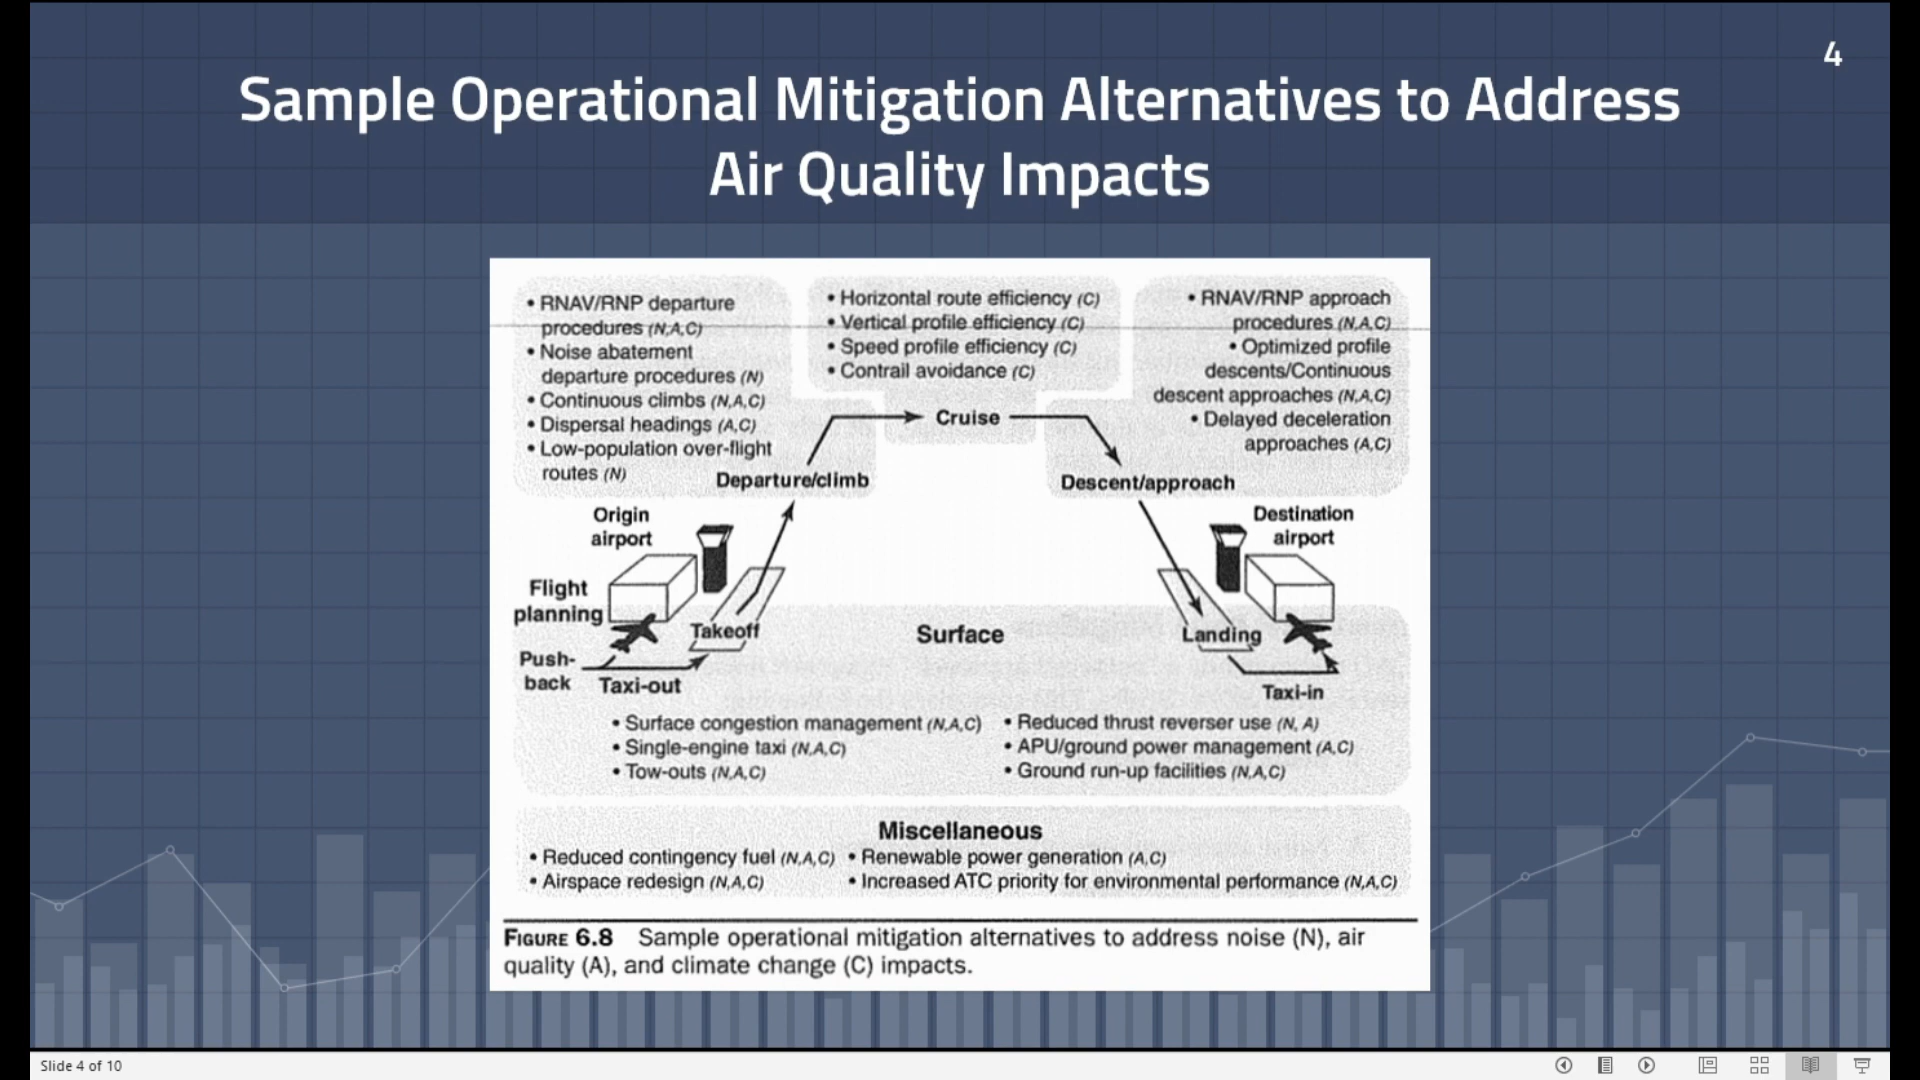 4
Sample Operational Mitigation Alternatives to Address
Air Quality Impacts
• RNAV/RNP departure
procedures (N,A,C)
• Noise abatement
departure procedures (N)
• Continuous climbs (N,A,C)
• Dispersal headings (A,C)
• Low-population over-flight
routes (N)
• Horizontal route efficiency (C)
• Vertical profile efficiency (C)
• Speed profile efficiency (C)
• Contrail avoidance (C)
• RNAV/RNP approach
procedures (N,A,C)
• Optimized profile
descents/Continuous
descent approaches (N,A,C)
• Delayed deceleration
approaches (A,C)
Cruise
Departure/climb
Descent/approach
Origin
airport
Destination
airport
Flight
planning
Takeoff
Surface
Landing
Push-
back
Taxi-out
Taxi-in
• Surface congestion management (N,A,C)
• Single-engine taxi (N,A,C)
• Tow-outs (N,A,C)
• Reduced thrust reverser use (N, A)
• APU/ground power management (A,C)
• Ground run-up facilities (N,A,C)
Miscellaneous
• Reduced contingency fuel (N,A,C)
• Airspace redesign (N,A,C)
• Renewable power generation (A,C)
• Increased ATC priority for environmental performance (N,A,C)
FIGURE 6.8 Sample operational mitigation alternatives to address noise (N), air
quality (A), and climate change (C) impacts.
Slide 4 of 10